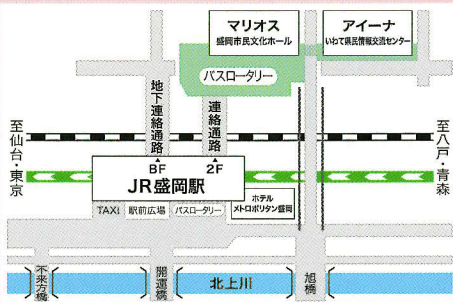 マリオス
盛岡市民文化ホール
アイーナ
いわて県民情報交流センター
バスロータリー
地下連絡通路
連絡通路
至仙台・東京
至八戸・青森
BF
2F
JR盛岡駅
TAXI
駅前広場
バスロータリー
ホテル
メトロポリタン盛岡
不来方橋
開運橋
北上川
旭橋